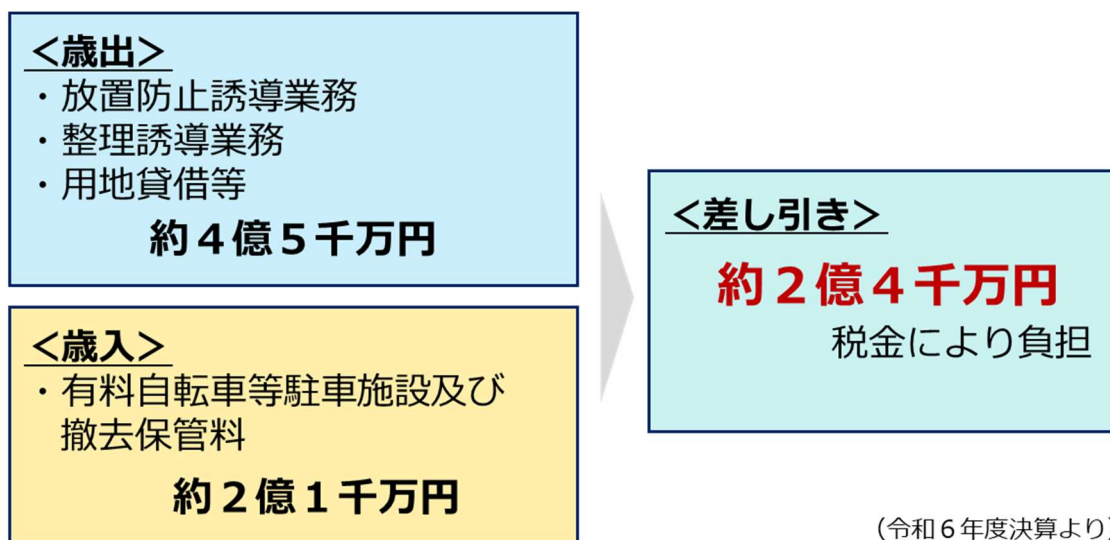 ＜歳出＞
・放置防止誘導業務
・整理誘導業務
・用地貸借等
約４億５千万円
＜歳入＞
・有料自転車等駐車施設及び
撤去保管料
約２億１千万円
＜差し引き＞
約２億４千万円
税金により負担
（令和６年度決算より）